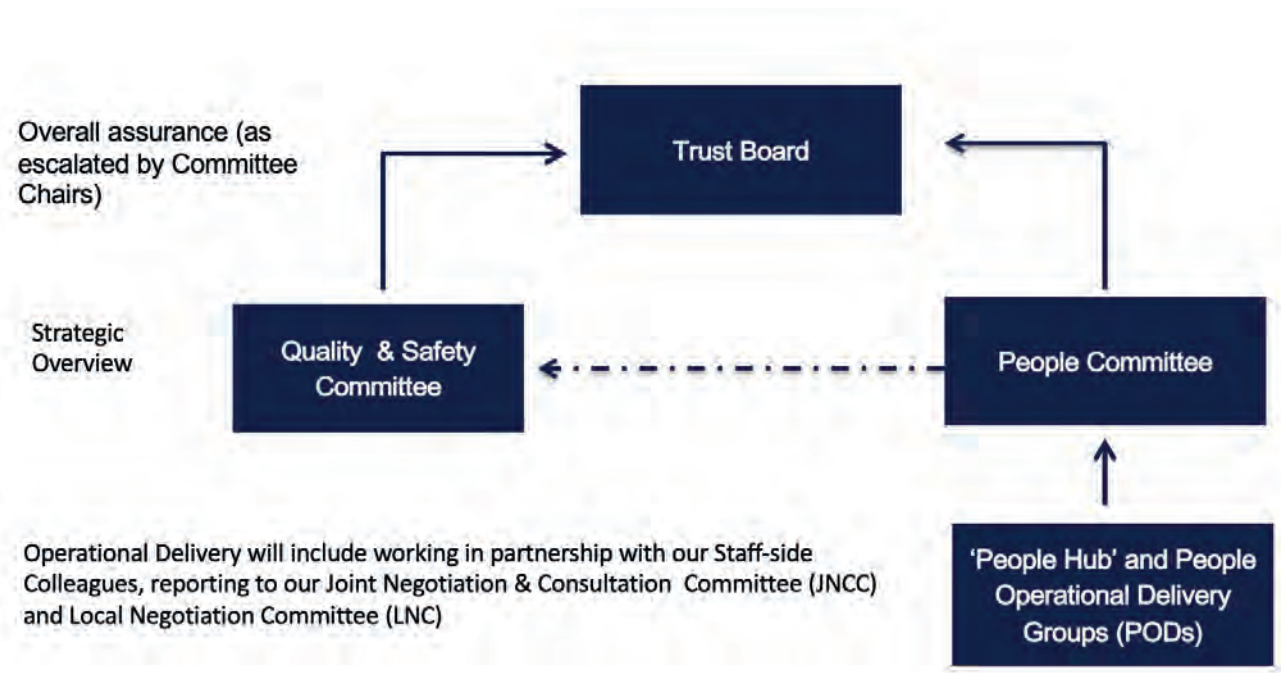 Overall assurance (as
escalated by Committee
Chairs)
Trust Board
Strategic
Overview
Quality & Safety
Committee
People Committee
Operational Delivery will include working in partnership with our Staff-side
Colleagues, reporting to our Joint Negotiation & Consultation Committee (JNCC)
and Local Negotiation Committee (LNC)
‘People Hub’ and People
Operational Delivery
Groups (PODs)